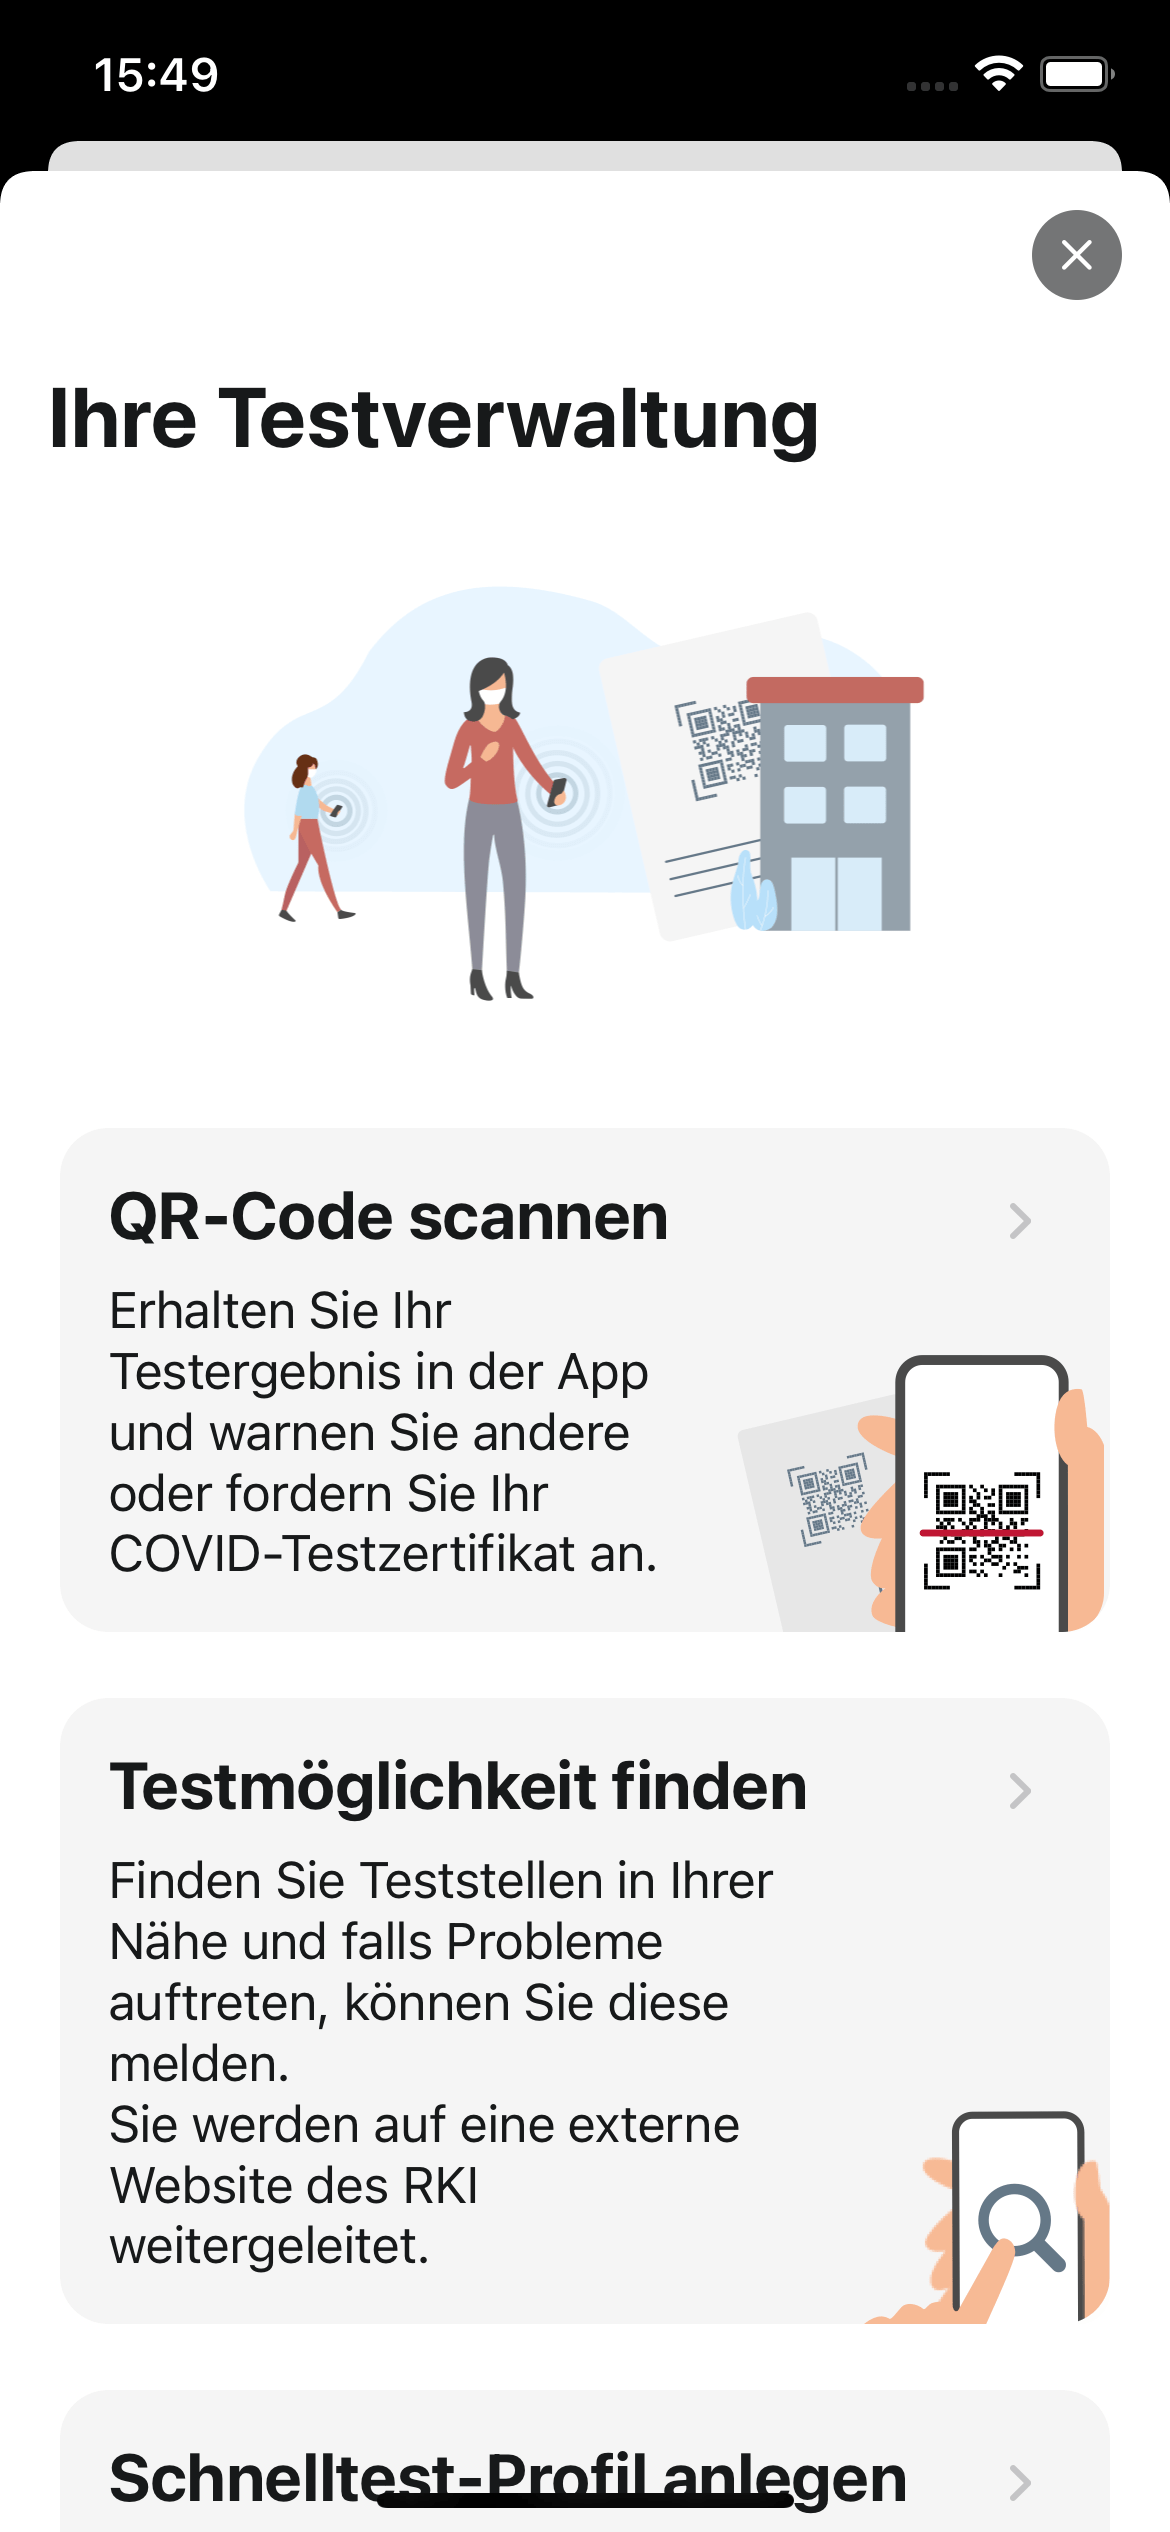 15:49
Ihre Testverwaltung
QR-Code scannen
Erhalten Sie Ihr
Testergebnis in der App
und warnen Sie andere
oder fordern Sie Ihr
COVID-Testzertifikat an.
Testmöglichkeit finden
Finden Sie Teststellen in Ihrer
Nähe und falls Probleme
auftreten, können Sie diese
melden.
Sie werden auf eine externe
Website des RKI
weitergeleitet.
Schnelltest-Profil anlegen